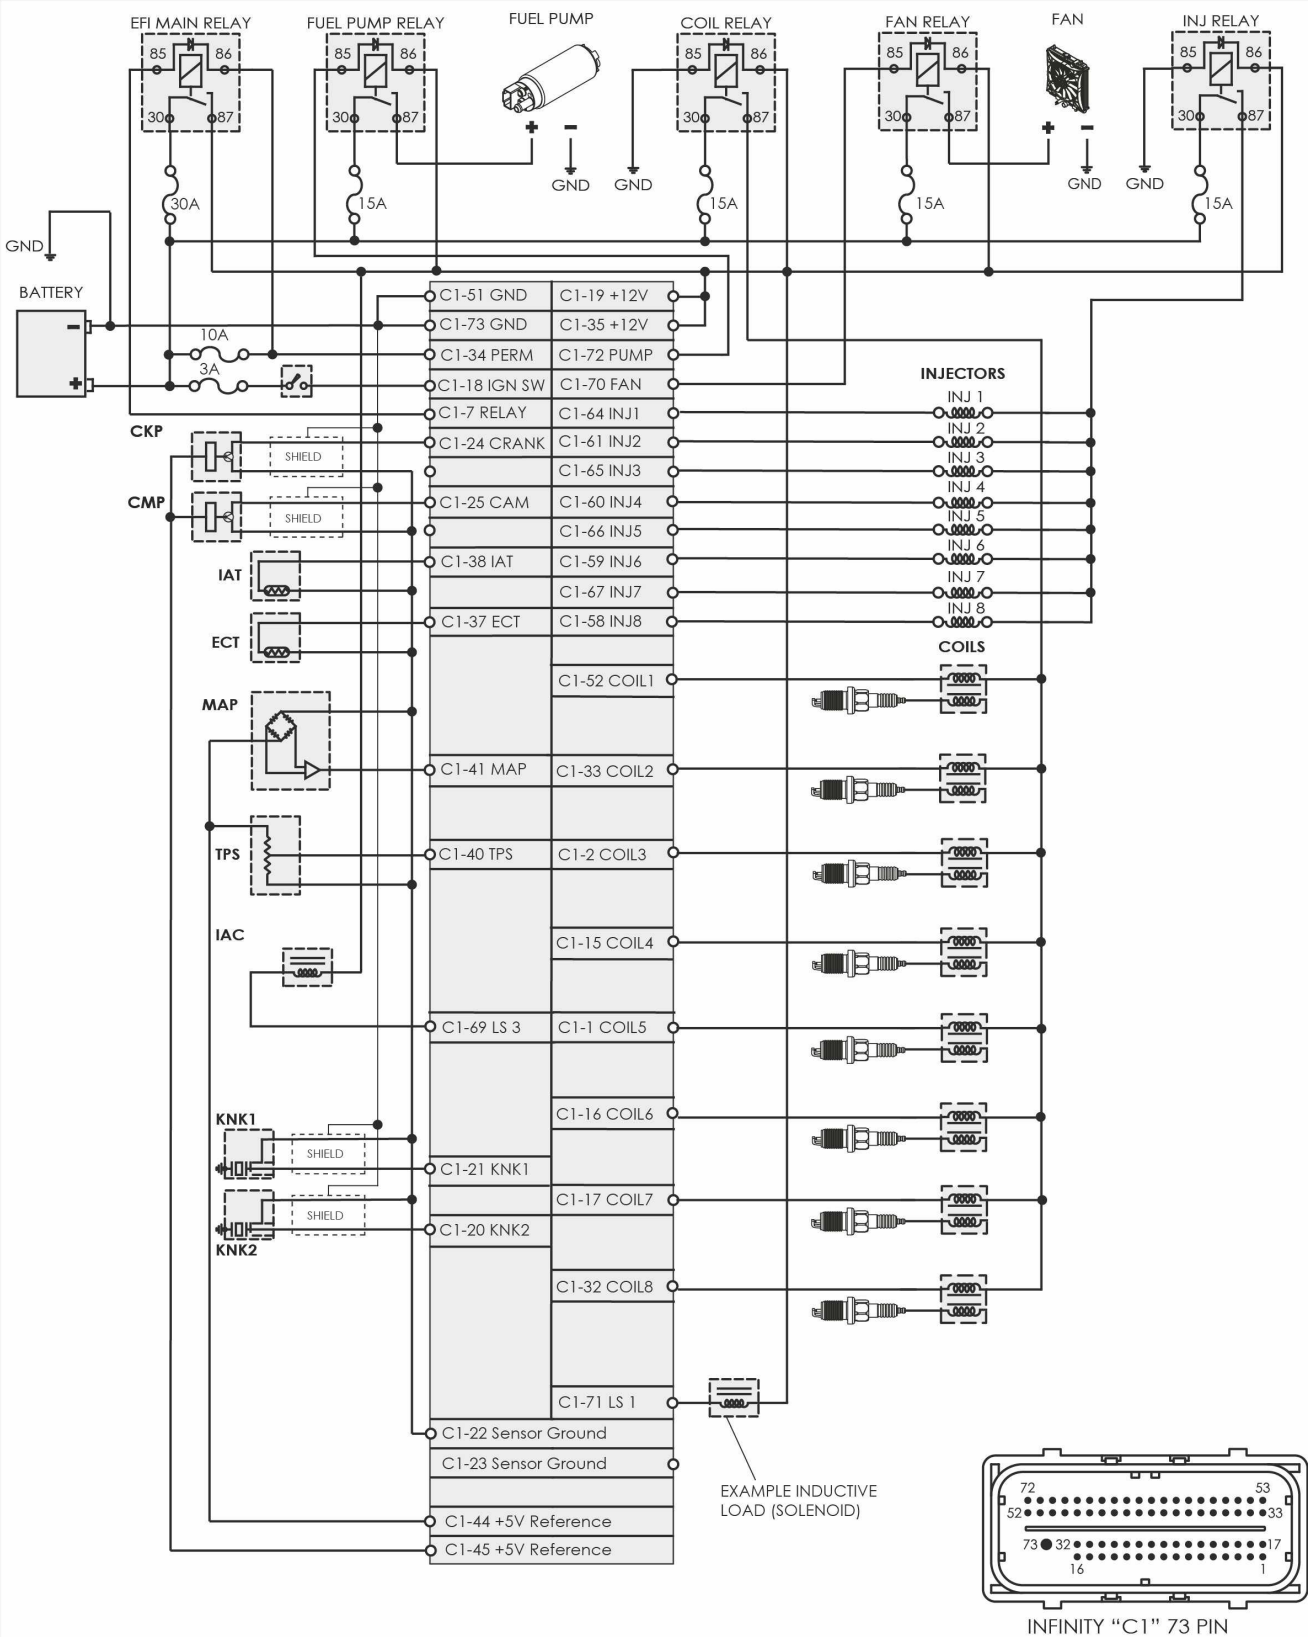 EFI MAIN RELAY
FUEL PUMP RELAY
FUEL PUMP
COIL RELAY
FAN RELAY
FAN
INJ RELAY
85 86
85 86
85 86
85 86
85 86
30 87
30 87
30 87
30 87
30 87
+ −
+ −
GND
GND
GND
GND
30A
15A
15A
15A
15A
GND
BATTERY
−
+
10A
3A
C1-51 GND C1-19 +12V
C1-73 GND C1-35 +12V
C1-34 PERM C1-72 PUMP
C1-18 IGN SW C1-70 FAN
C1-7 RELAY C1-64 INJ1
C1-24 CRANK C1-61 INJ2
C1-65 INJ3
C1-25 CAM C1-60 INJ4
C1-66 INJ5
C1-38 IAT C1-59 INJ6
C1-67 INJ7
C1-37 ECT C1-58 INJ8
C1-52 COIL1
C1-41 MAP C1-33 COIL2
C1-40 TPS C1-2 COIL3
C1-15 COIL4
C1-69 LS 3 C1-1 COIL5
C1-16 COIL6
C1-21 KNK1
C1-17 COIL7
C1-20 KNK2
C1-32 COIL8
C1-71 LS 1
C1-22 Sensor Ground
C1-23 Sensor Ground
C1-44 +5V Reference
C1-45 +5V Reference
CKP
SHIELD
CMP
SHIELD
IAT
ECT
MAP
TPS
IAC
KNK1
SHIELD
SHIELD
KNK2
INJECTORS
INJ 1
INJ 2
INJ 3
INJ 4
INJ 5
INJ 6
INJ 7
INJ 8
COILS
EXAMPLE INDUCTIVE
LOAD (SOLENOID)
72 53
52 33
73 32 17
16 1
INFINITY “C1” 73 PIN